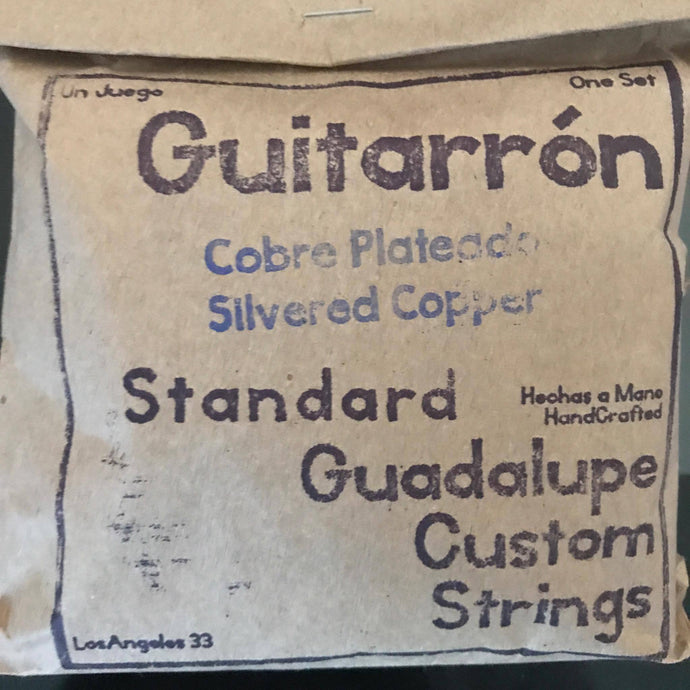 Un Juego
One Set
Guitarrón
Cobre Plateado
Silvered Copper
Standard
Hechas a Mano
HandCrafted
Guadalupe
Custom
Strings
LosAngeles 33